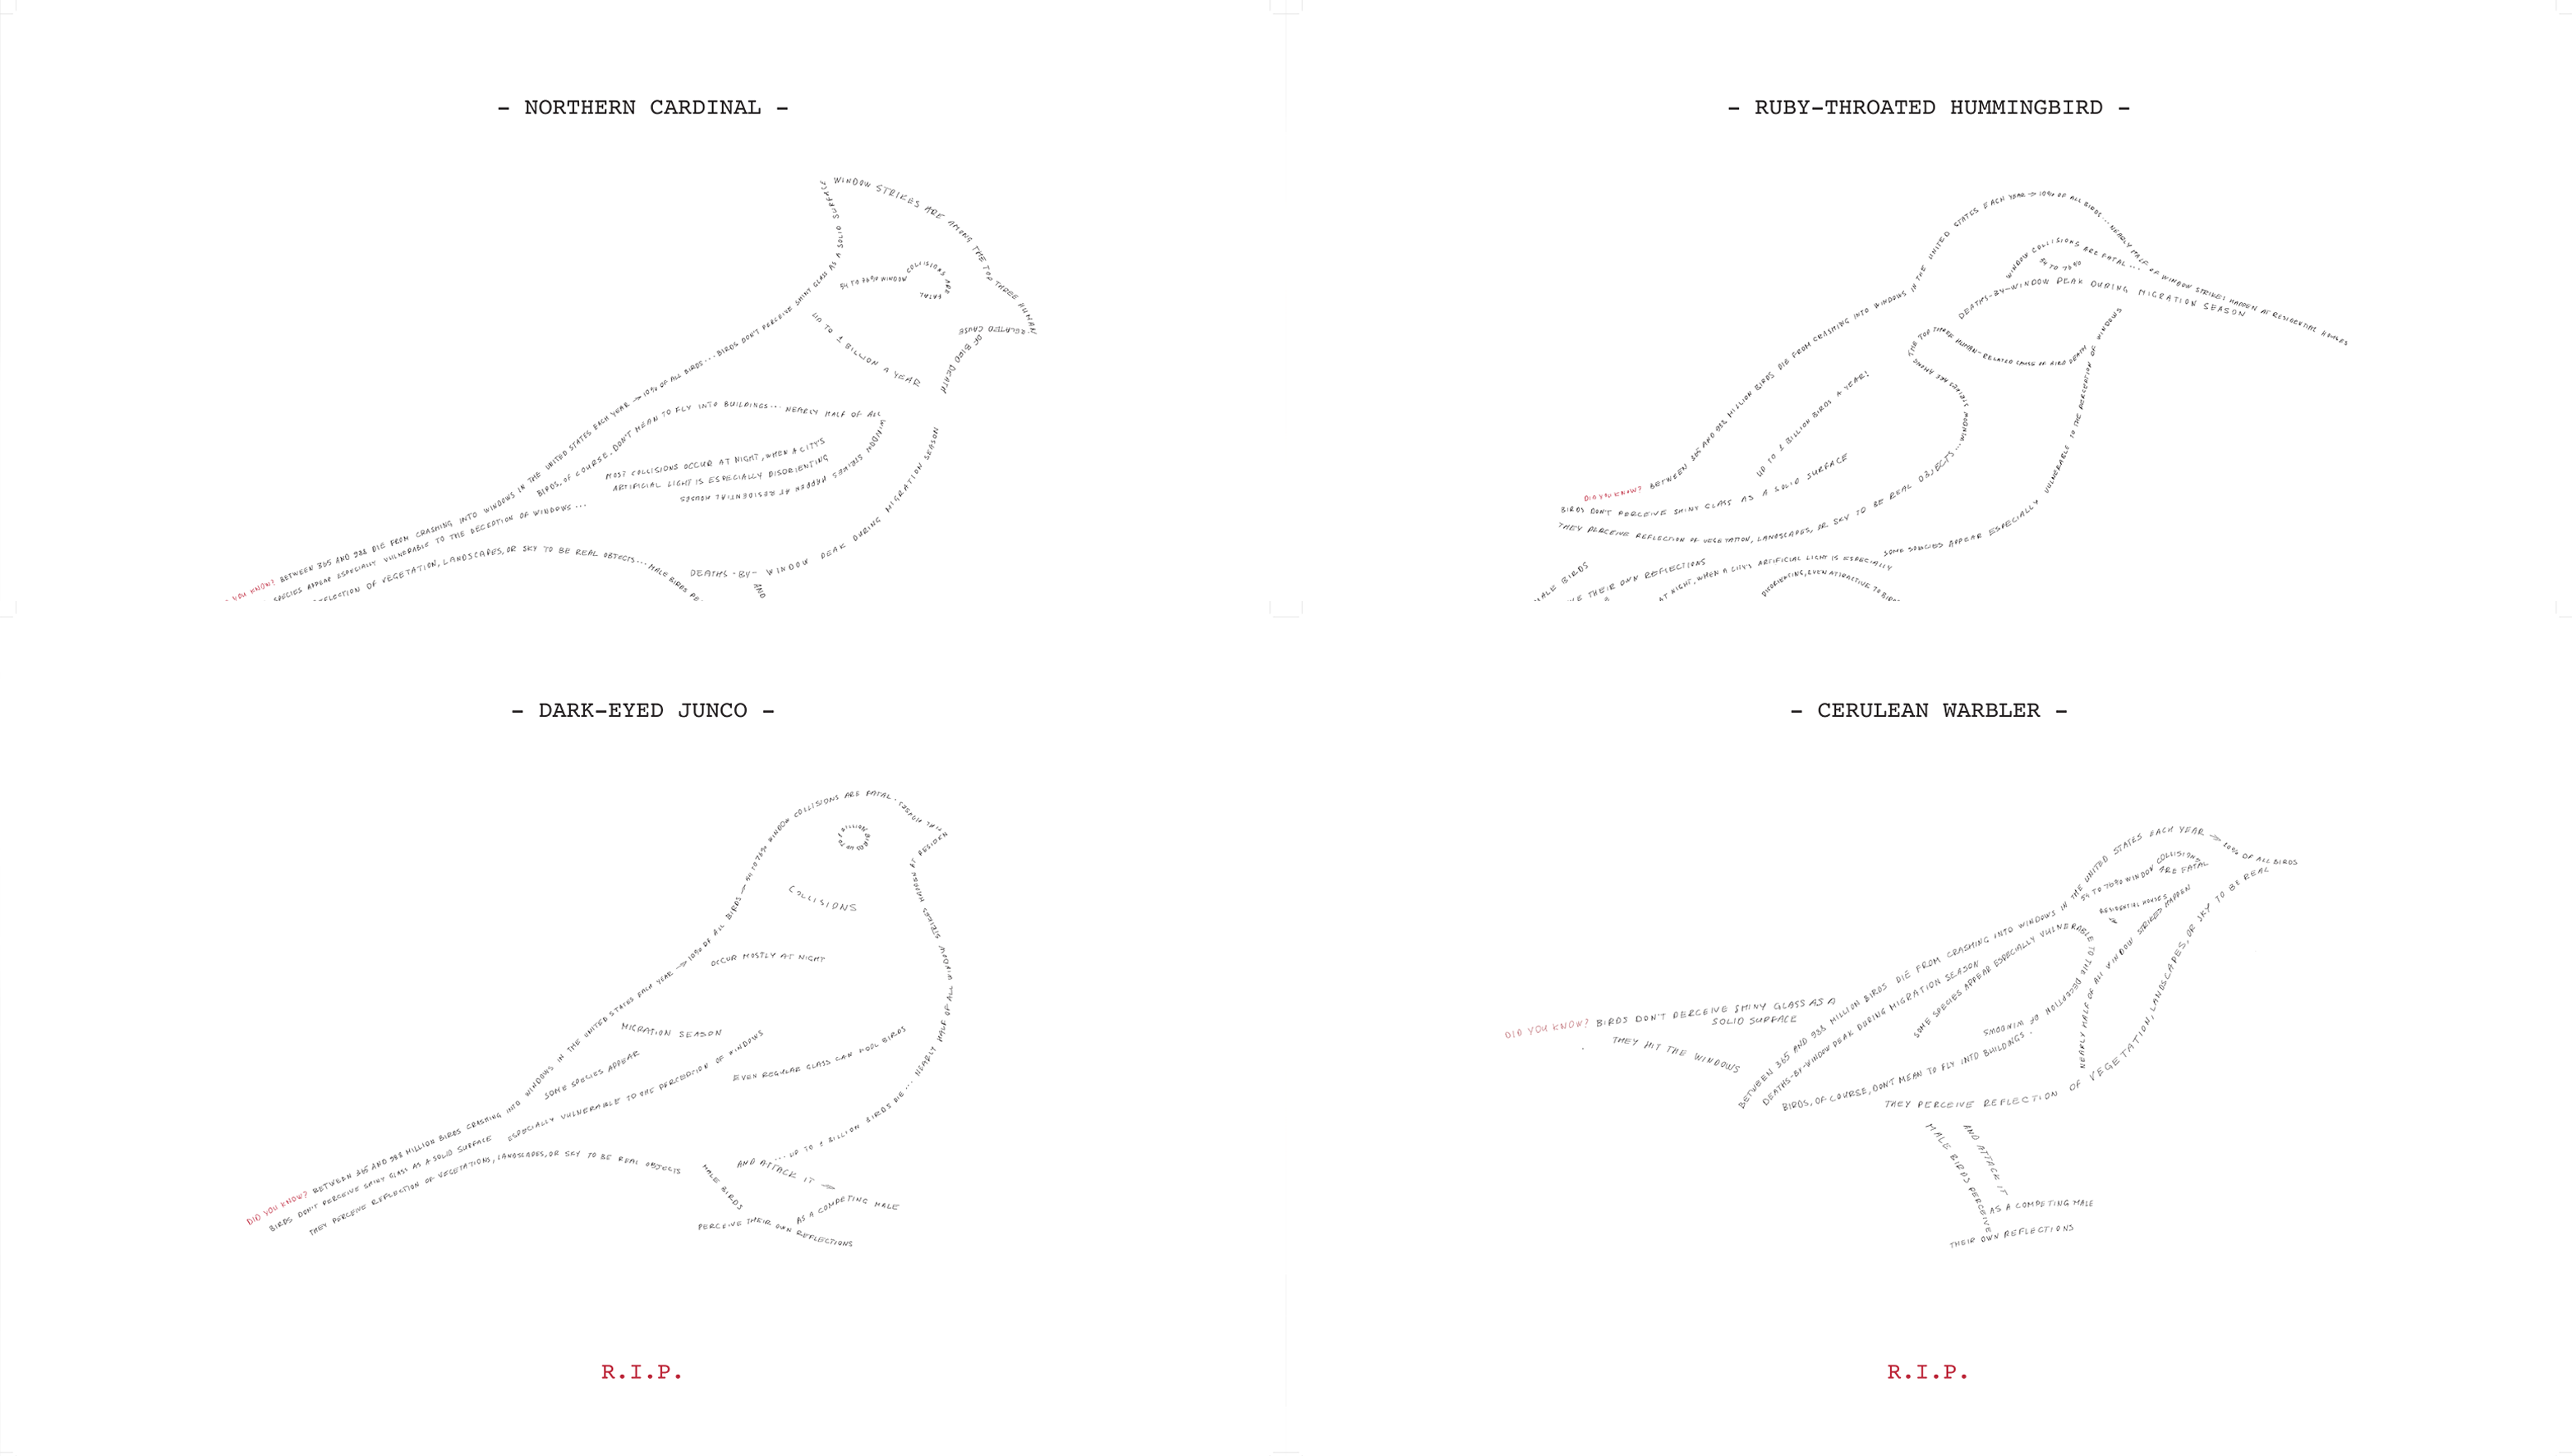 - NORTHERN CARDINAL -
WINDOW STRIKES ARE AMONG THE TOP THREE HUMAN
RELATED CAUSE
OF BIRD DEATH
54 TO 76% WINDOW COLLISIONS ARE
FATAL
UP TO 1 BILLION A YEAR
YOU KNOW? BETWEEN 365 AND 988 DIE FROM CRASHING INTO WINDOWS IN THE UNITED STATES EACH YEAR → 10% OF ALL BIRDS... BIRDS DON'T PERCEIVE SHINY GLASS AS A SOLID SURFACE
BIRDS, OF COURSE, DON'T MEAN TO FLY INTO BUILDINGS... NEARLY HALF OF ALL
WINDOW STRIKES HAPPEN AT RESIDENTIAL HOUSES
MOST COLLISIONS OCCUR AT NIGHT, WHEN A CITY'S
ARTIFICIAL LIGHT IS ESPECIALLY DISORIENTING
SPECIES APPEAR ESPECIALLY VULNERABLE TO THE DECEPTION OF WINDOWS...
OF VEGETATION, LANDSCAPES, OR SKY TO BE REAL OBJECTS... MALE BIRDS
DEATHS-BY-WINDOW PEAK DURING MIGRATION SEASON
AND
- RUBY-THROATED HUMMINGBIRD -
DID YOU KNOW? BETWEEN 365 AND 988 MILLION BIRDS DIE FROM CRASHING INTO WINDOWS IN THE UNITED STATES EACH YEAR → 10% OF ALL BIRDS... NEARLY HALF OF WINDOW STRIKES HAPPEN AT RESIDENTIAL HOUSES
WINDOW COLLISIONS ARE FATAL...
54 TO 76%
DEATHS-BY-WINDOW PEAK DURING MIGRATION SEASON
THE TOP THREE HUMAN-RELATED CAUSE OF BIRD DEATH
WINDOW STRIKES ARE AMONG
UP TO 1 BILLION BIRDS A YEAR!
BIRDS DON'T PERCEIVE SHINY GLASS AS A SOLID SURFACE
THEY PERCEIVE REFLECTION OF VEGETATION, LANDSCAPES, OR SKY TO BE REAL OBJECTS...
SOME SPECIES APPEAR ESPECIALLY VULNERABLE TO THE PERCEPTION OF WINDOWS
MALE BIRDS
THEIR OWN REFLECTIONS
AT NIGHT, WHEN A CITY'S ARTIFICIAL LIGHT IS ESPECIALLY
DISORIENTING, EVEN ATTRACTIVE TO
- DARK-EYED JUNCO -
DID YOU KNOW? BETWEEN 365 AND 988 MILLION BIRDS CRASHING INTO WINDOWS IN THE UNITED STATES EACH YEAR → 10% OF ALL BIRDS → 54 TO 76% WINDOW COLLISIONS ARE FATAL.
UP TO 1 BILLION BIRDS
COLLISIONS
OCCUR MOSTLY AT NIGHT
MIGRATION SEASON
SOME SPECIES APPEAR
ESPECIALLY VULNERABLE TO THE PERCEPTION OF WINDOWS
EVEN REGULAR GLASS CAN FOOL BIRDS
BIRDS DON'T PERCEIVE SHINY GLASS AS A SOLID SURFACE
THEY PERCEIVE REFLECTION OF VEGETATIONS, LANDSCAPES, OR SKY TO BE REAL OBJECTS
... UP TO 1 BILLION BIRDS DIE... NEARLY HALF OF ALL WINDOW STRIKES HAPPEN AT RESIDEN
TIAL HOUSES
MALE BIRDS
PERCEIVE THEIR OWN REFLECTIONS
AND ATTACK IT →
AS A COMPETING MALE
R.I.P.
- CERULEAN WARBLER -
DID YOU KNOW? BIRDS DON'T PERCEIVE SHINY GLASS AS A
SOLID SURFACE
THEY HIT THE WINDOWS
BETWEEN 365 AND 988 MILLION BIRDS DIE FROM CRASHING INTO WINDOWS IN THE UNITED STATES EACH YEAR → 10% OF ALL BIRDS
54 TO 76% WINDOW COLLISIONS
ARE FATAL
DEATHS-BY-WINDOW PEAK DURING MIGRATION SEASON
SOME SPECIES APPEAR ESPECIALLY VULNERABLE TO THE DECEPTION OF WINDOWS
NEARLY HALF OF ALL WINDOW STRIKES HAPPEN
RESIDENTIAL HOUSES
BIRDS, OF COURSE, DON'T MEAN TO FLY INTO BUILDINGS.
THEY PERCEIVE REFLECTION OF VEGETATION, LANDSCAPES, OR SKY TO BE REAL
MALE BIRDS PERCEIVE
THEIR OWN REFLECTIONS
AND ATTACK IT
AS A COMPETING MALE
R.I.P.